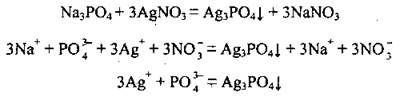 Na₃PO₄ + 3AgNO₃ = Ag₃PO₄↓ + 3NaNO₃
3Na⁺ + PO₄³⁻ + 3Ag⁺ + 3NO₃⁻ = Ag₃PO₄↓ + 3Na⁺ + 3NO₃⁻
3Ag⁺ + PO₄³⁻ = Ag₃PO₄↓